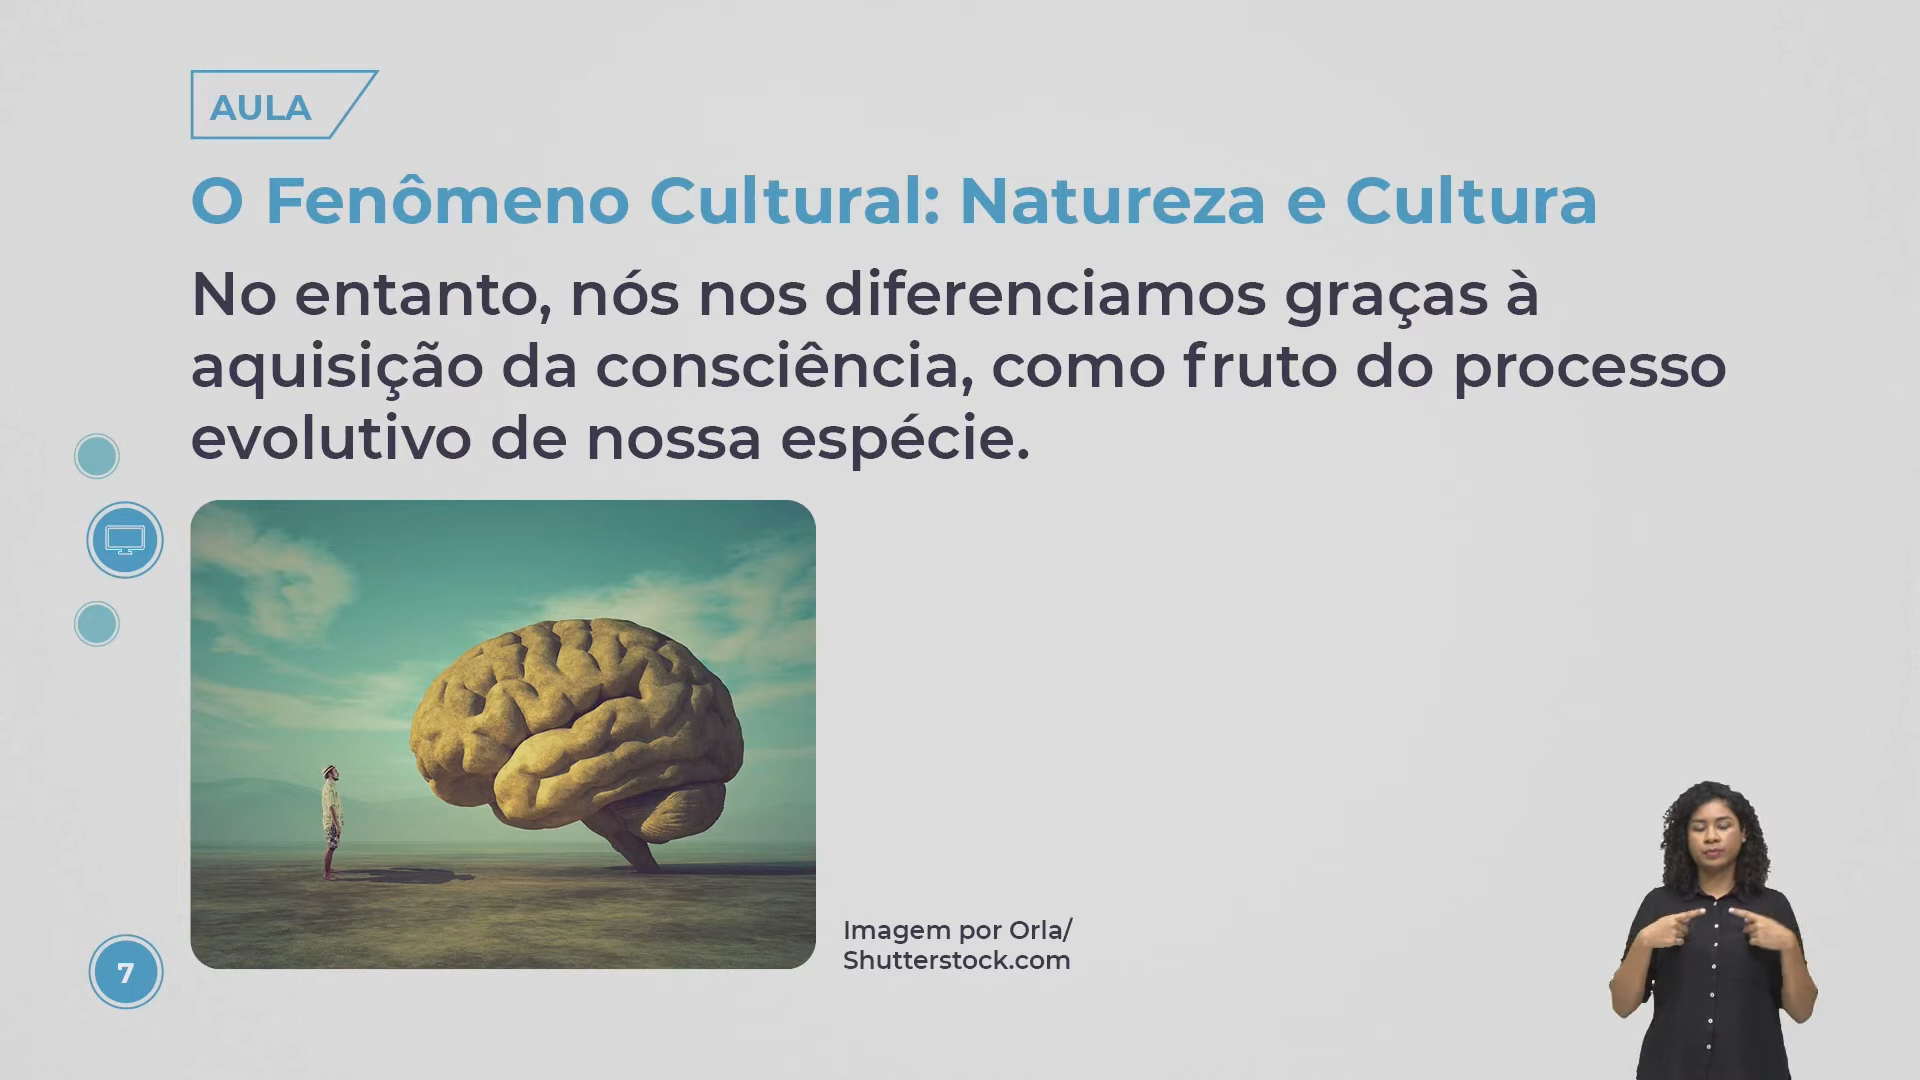 AULA
O Fenômeno Cultural: Natureza e Cultura
No entanto, nós nos diferenciamos graças à
aquisição da consciência, como fruto do processo
evolutivo de nossa espécie.
Imagem por Orla/
Shutterstock.com
7